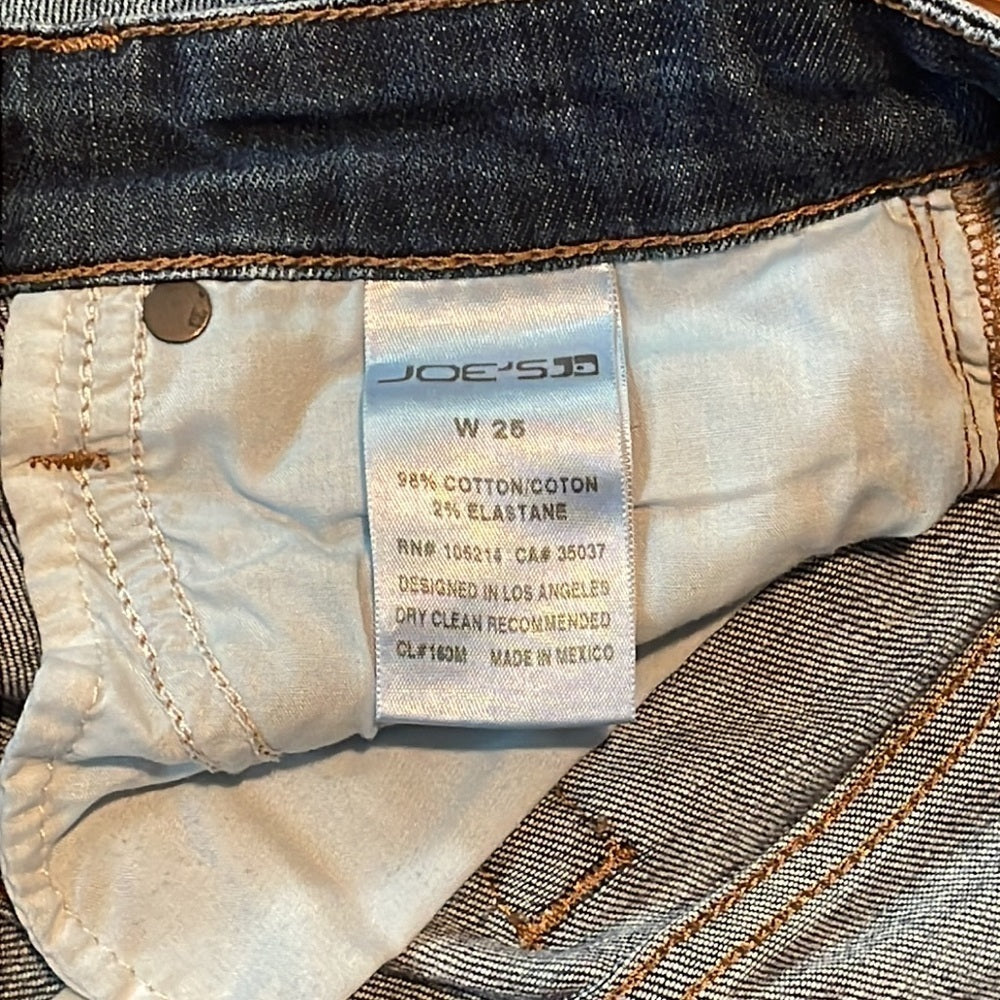 JOE'S
W 25
98% COTTON/COTON
2% ELASTANE
RN# 106214 CA# 35037
DESIGNED IN LOS ANGELES
DRY CLEAN RECOMMENDED
CL#160M MADE IN MEXICO